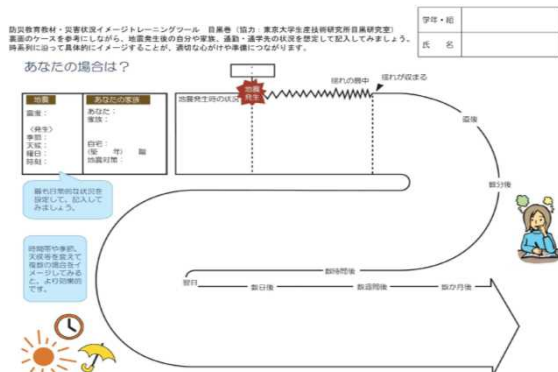 防災教育教材・災害状況イメージトレーニングツール 目黒巻（協力：東京大学生産技術研究所目黒研究室）
裏面のケースを参考にしながら、地震発生後の自分や家族、通勤・通学先の状況を想定して記入してみましょう。
時系列に沿って具体的にイメージすることが、適切な心がけや準備につながります。
学年・組
氏 名
あなたの場合は？
地震
震度：
〈発生〉
季節：
天候：
曜日：
時刻：
あなたの家族
あなた：
家族：
自宅：
（築 年） 階
地震対策：
地震発生時の状況
地震
発生
揺れの最中
揺れが収まる
直後
数分後
数時間後
翌日
数日後
数週間後
数か月後
最も日常的な状況を
設定して、記入して
みましょう。
時間帯や季節、
天候等を変えて
複数の場合をイ
メージしてみる
と、より効果的
です。